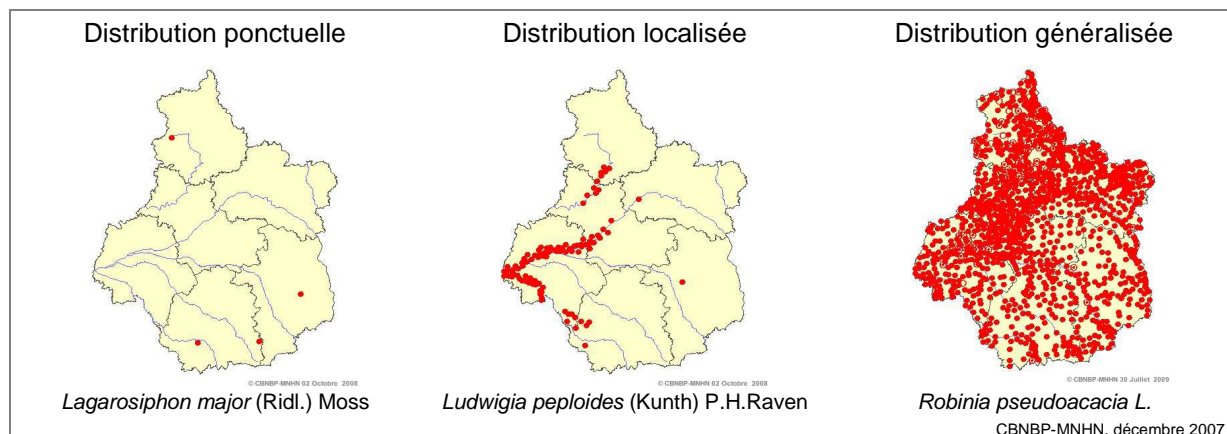 Distribution ponctuelle
Distribution localisée
Distribution généralisée
© CBNBP-MNHN 02 Octobre 2008
© CBNBP-MNHN 02 Octobre 2008
© CBNBP-MNHN 30 Juillet 2009
Lagarosiphon major (Ridl.) Moss
Ludwigia peploides (Kunth) P.H.Raven
Robinia pseudoacacia L.
CBNBP-MNHN, décembre 2007